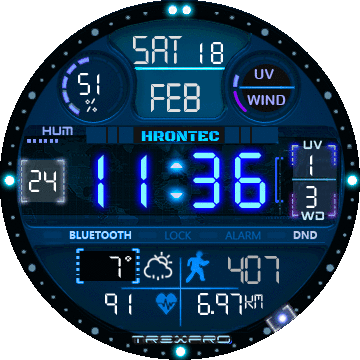 SAT 18
51
%
FEB
UV
WIND
HUM
HRONTEC
24
11:36
UV
1
3
WD
BLUETOOTH LOCK ALARM DND
7° 407
91 6.97KM
TREXPRO